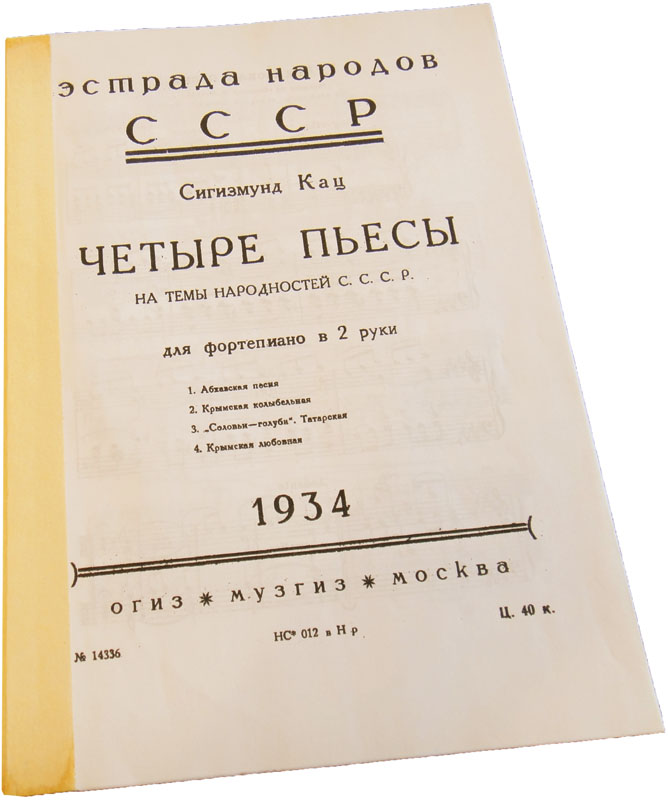 эстрада народов
СССР
Сигизмунд Кац
ЧЕТЫРЕ ПЬЕСЫ
НА ТЕМЫ НАРОДНОСТЕЙ С. С. С. Р.
для фортепиано в 2 руки
1. Абхазская песня
2. Крымская колыбельная
3. „Соловьи—голуби“. Татарская
4. Крымская любовная
1934
огиз ✷ музгиз ✷ москва
№ 14336 НС* 012 в Н р Ц. 40 к.